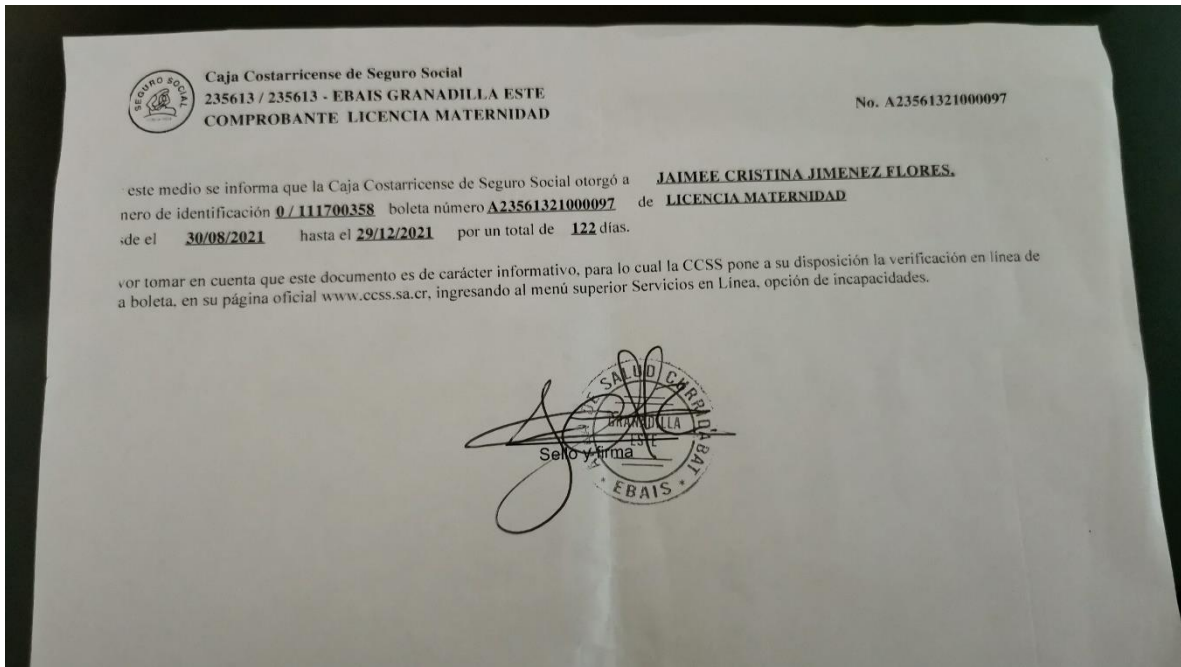 SEGURO SOCIAL
Caja Costarricense de Seguro Social
235613 / 235613 - EBAIS GRANADILLA ESTE
COMPROBANTE LICENCIA MATERNIDAD
No. A23561321000097
este medio se informa que la Caja Costarricense de Seguro Social otorgó a JAIMEE CRISTINA JIMENEZ FLORES,
nero de identificación 0 / 111700358 boleta número A23561321000097 de LICENCIA MATERNIDAD
sde el 30/08/2021 hasta el 29/12/2021 por un total de 122 días.
vor tomar en cuenta que este documento es de carácter informativo, para lo cual la CCSS pone a su disposición la verificación en línea de
a boleta, en su página oficial www.ccss.sa.cr, ingresando al menú superior Servicios en Línea, opción de incapacidades.
DE SALUD CURRIDABAT
GRANADILLA
ESTE
Sello y firma
EBAIS